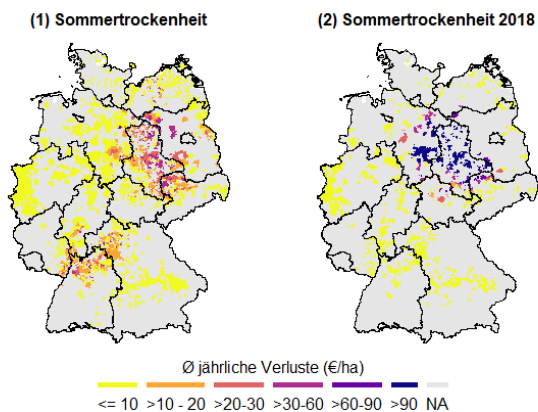 (1) Sommertrockenheit (2) Sommertrockenheit 2018
Ø jährliche Verluste (€/ha)
<= 10 >10 - 20 >20-30 >30-60 >60-90 >90 NA